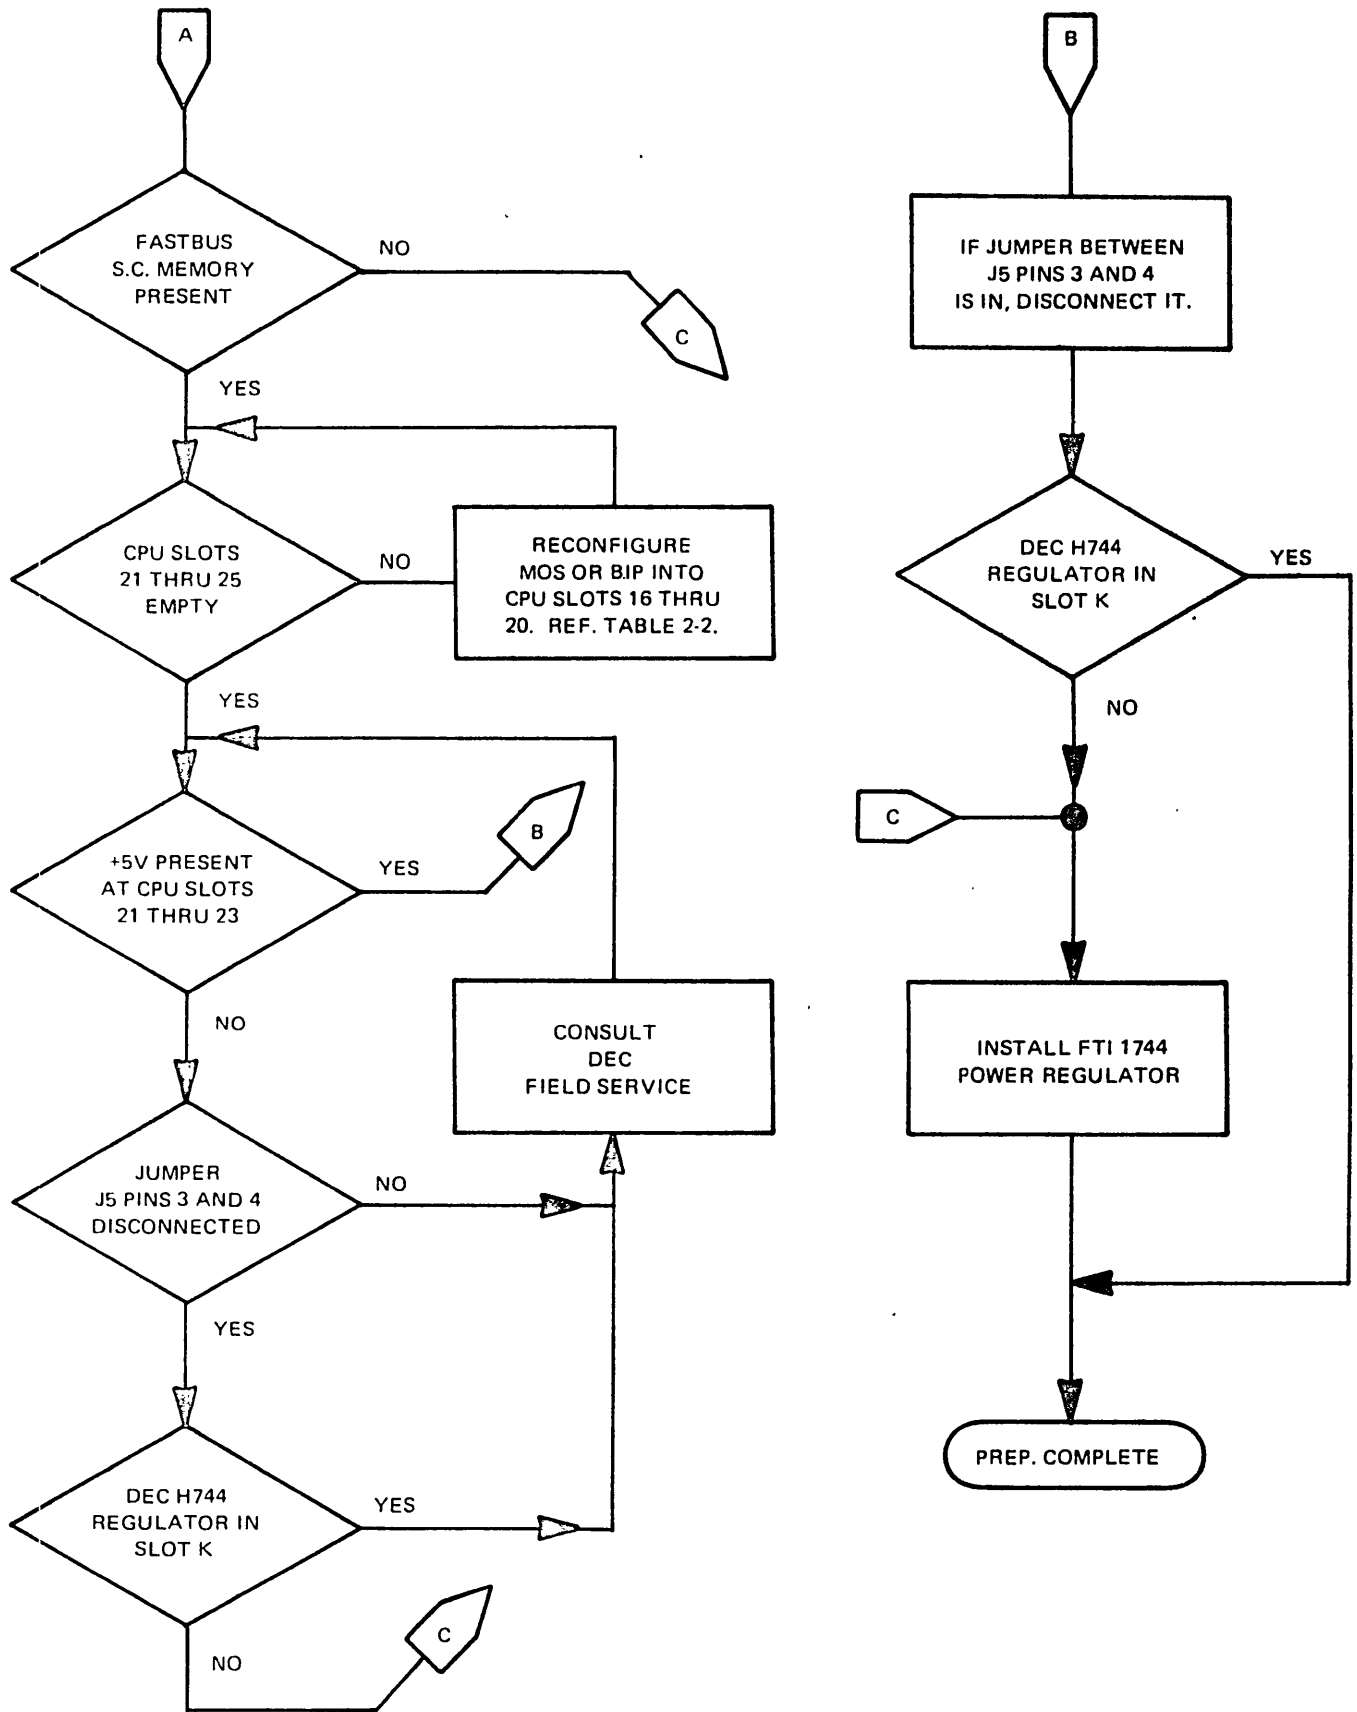 A
FASTBUS
S.C. MEMORY
PRESENT
NO
C
YES
CPU SLOTS
21 THRU 25
EMPTY
NO
RECONFIGURE
MOS OR BIP INTO
CPU SLOTS 16 THRU
20. REF. TABLE 2-2.
YES
+5V PRESENT
AT CPU SLOTS
21 THRU 23
YES
B
NO
CONSULT
DEC
FIELD SERVICE
JUMPER
J5 PINS 3 AND 4
DISCONNECTED
NO
YES
DEC H744
REGULATOR IN
SLOT K
YES
NO
C
B
IF JUMPER BETWEEN
J5 PINS 3 AND 4
IS IN, DISCONNECT IT.
DEC H744
REGULATOR IN
SLOT K
YES
NO
C
INSTALL FTI 1744
POWER REGULATOR
PREP. COMPLETE